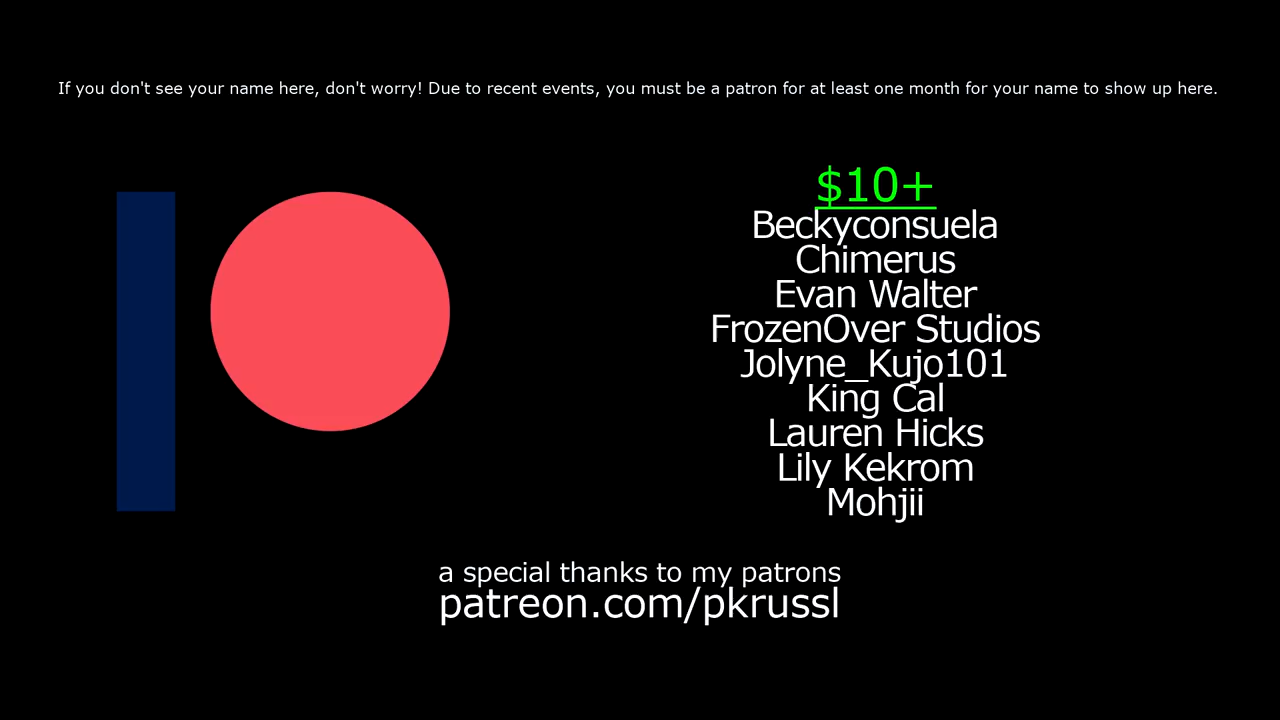 If you don't see your name here, don't worry! Due to recent events, you must be a patron for at least one month for your name to show up here.
$10+
Beckyconsuela
Chimerus
Evan Walter
FrozenOver Studios
Jolyne_Kujo101
King Cal
Lauren Hicks
Lily Kekrom
Mohjii
a special thanks to my patrons
patreon.com/pkrussl